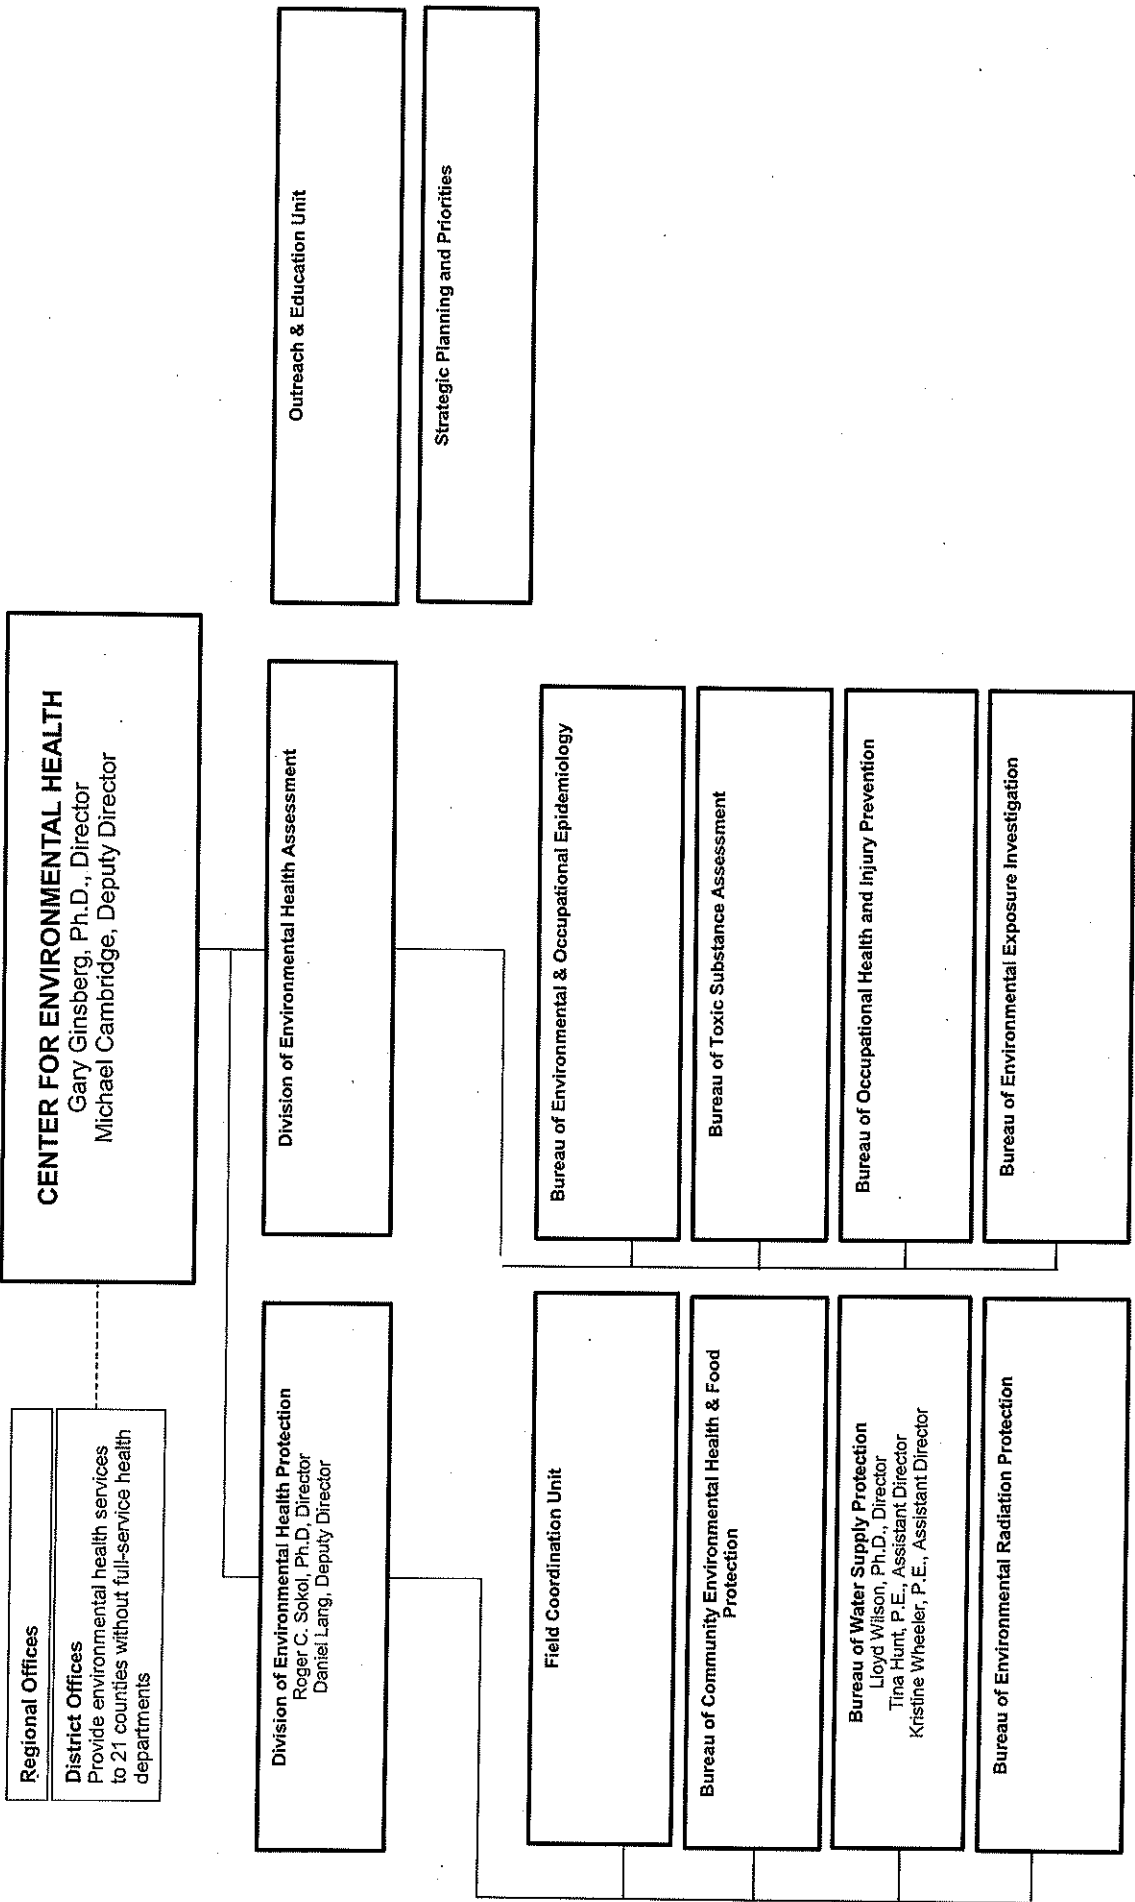 Regional Offices
District Offices
Provide environmental health services
to 21 counties without full-service health
departments
CENTER FOR ENVIRONMENTAL HEALTH
Gary Ginsberg, Ph.D., Director
Michael Cambridge, Deputy Director
Division of Environmental Health Protection
Roger C. Sokol, Ph.D, Director
Daniel Lang, Deputy Director
Division of Environmental Health Assessment
Outreach & Education Unit
Strategic Planning and Priorities
Field Coordination Unit
Bureau of Community Environmental Health & Food
Protection
Bureau of Water Supply Protection
Lloyd Wilson, Ph.D., Director
Tina Hunt, P.E., Assistant Director
Kristine Wheeler, P.E., Assistant Director
Bureau of Environmental Radiation Protection
Bureau of Environmental & Occupational Epidemiology
Bureau of Toxic Substance Assessment
Bureau of Occupational Health and Injury Prevention
Bureau of Environmental Exposure Investigation